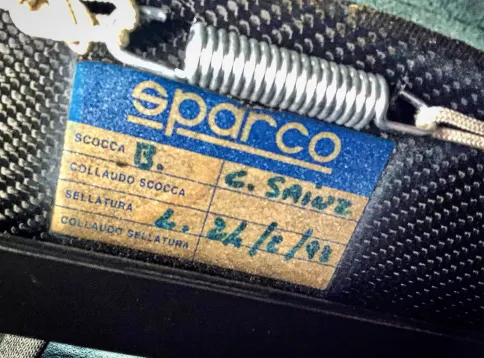 sparco
SCOCCA B.
COLLAUDO SCOCCA C. SAINZ
SELLATURA L.
COLLAUDO SELLATURA 24/2/98